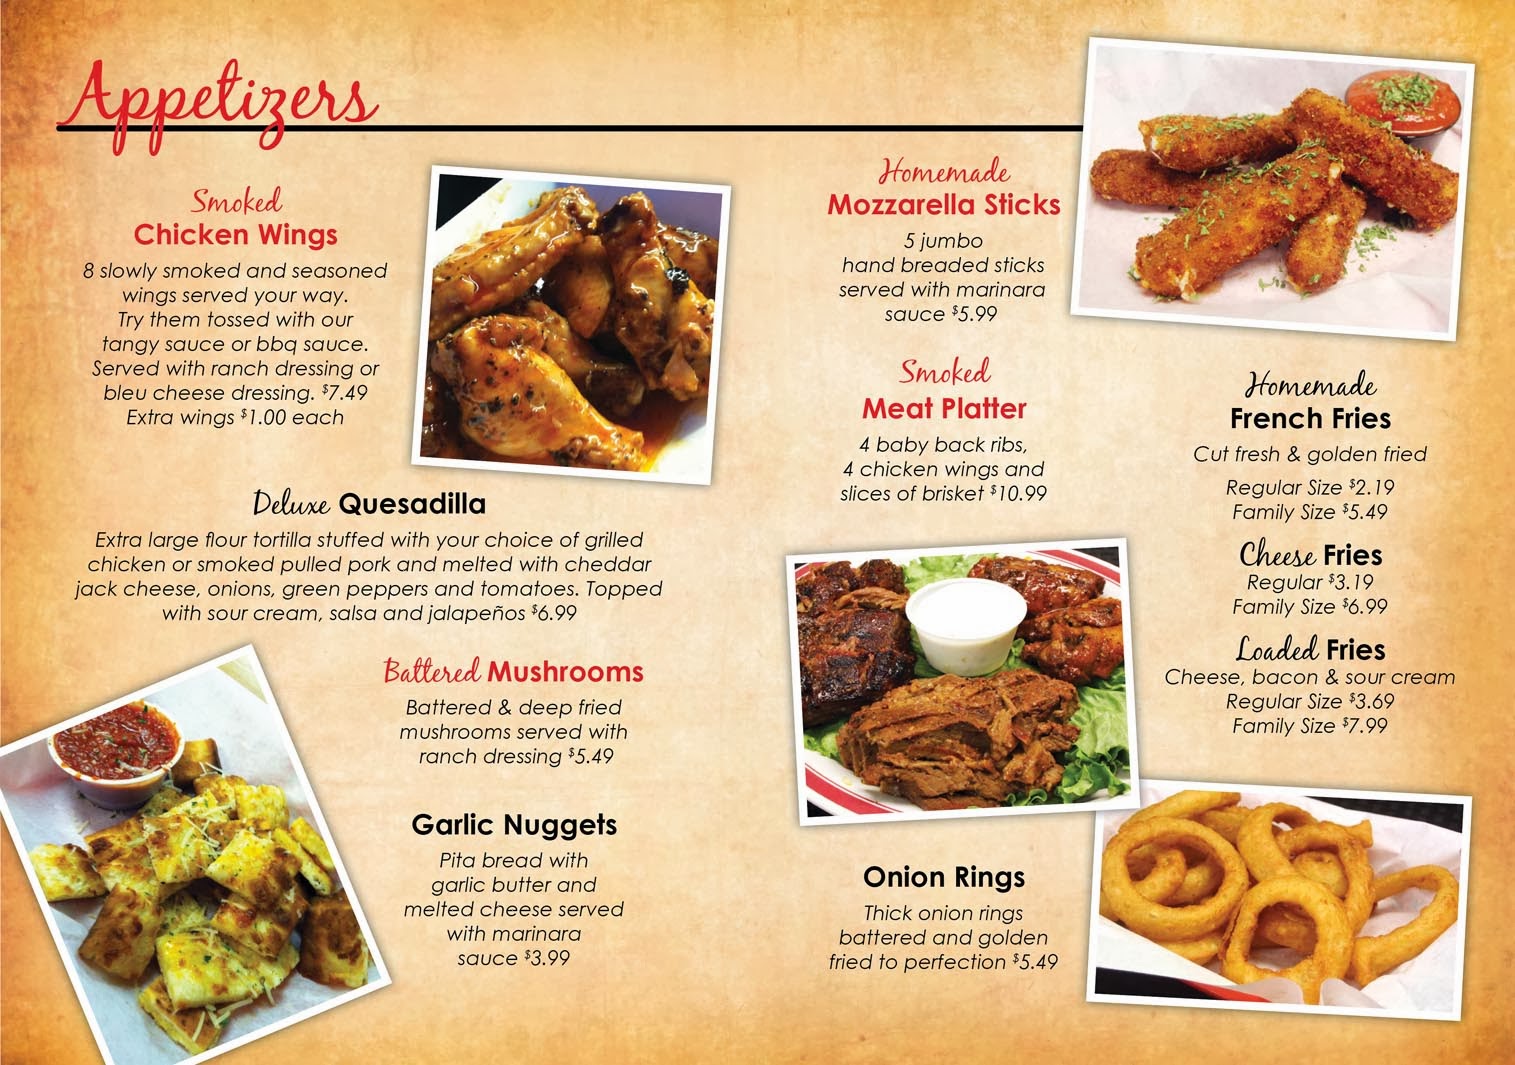 Appetizers
Smoked
Chicken Wings
8 slowly smoked and seasoned
wings served your way.
Try them tossed with our
tangy sauce or bbq sauce.
Served with ranch dressing or
bleu cheese dressing. $7.49
Extra wings $1.00 each
Deluxe Quesadilla
Extra large flour tortilla stuffed with your choice of grilled
chicken or smoked pulled pork and melted with cheddar
jack cheese, onions, green peppers and tomatoes. Topped
with sour cream, salsa and jalapeños $6.99
Battered Mushrooms
Battered & deep fried
mushrooms served with
ranch dressing $5.49
Garlic Nuggets
Pita bread with
garlic butter and
melted cheese served
with marinara
sauce $3.99
Homemade
Mozzarella Sticks
5 jumbo
hand breaded sticks
served with marinara
sauce $5.99
Smoked
Meat Platter
4 baby back ribs,
4 chicken wings and
slices of brisket $10.99
Onion Rings
Thick onion rings
battered and golden
fried to perfection $5.49
Homemade
French Fries
Cut fresh & golden fried
Regular Size $2.19
Family Size $5.49
Cheese Fries
Regular $3.19
Family Size $6.99
Loaded Fries
Cheese, bacon & sour cream
Regular Size $3.69
Family Size $7.99